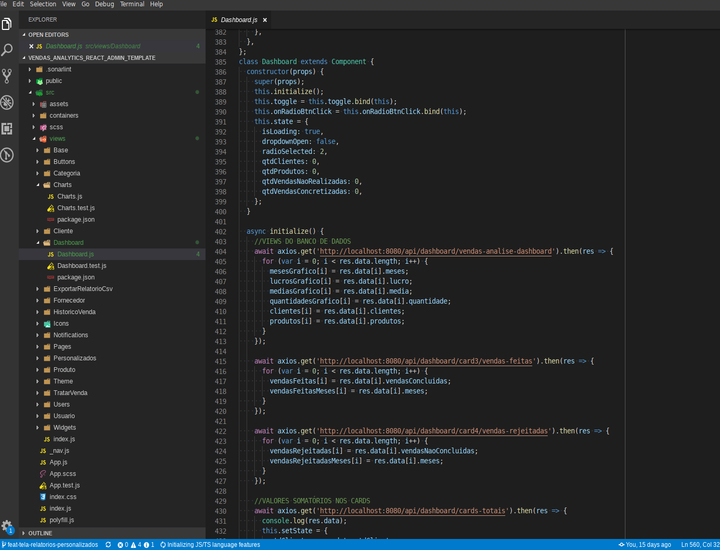 File Edit Selection View Go Debug Terminal Help
EXPLORER
OPEN EDITORS
Dashboard.js src/views/Dashboard 8
VENDAS_ANALYTICS_REACT_ADMIN_TEMPLATE
.sonarlint
public
src
assets
containers
scss
views
Base
Buttons
Categoria
Charts
JS Charts.js
Charts.test.js
package.json
Cliente
Dashboard
JS Dashboard.js 8
Dashboard.test.js
package.json
ExportarRelatorioCsv
Fornecedor
HistoricoVenda
Icons
Notifications
Pages
Personalizados
Produto
Theme
TratarVenda
Users
Usuario
Widgets
JS index.js
JS _nav.js
JS App.js
App.scss
App.test.js
index.css
JS index.js
JS polyfill.js
OUTLINE
JS Dashboard.js ×
382 },
383 },
384 };
385 class Dashboard extends Component {
386 constructor(props) {
387 super(props);
388 this.initialize();
389 this.toggle = this.toggle.bind(this);
390 this.onRadioBtnClick = this.onRadioBtnClick.bind(this);
391 this.state = {
392 isLoading: true,
393 dropdownOpen: false,
394 radioSelected: 2,
395 qtdClientes: 0,
396 qtdProdutos: 0,
397 qtdVendasNaoRealizadas: 0,
398 qtdVendasConcretizadas: 0,
399 };
400 }
401
402 async initialize() {
403 //VIEWS DO BANCO DE DADOS
404 await axios.get('http://localhost:8080/api/dashboard/vendas-analise-dashboard').then(res => {
405 for (var i = 0; i < res.data.length; i++) {
406 mesesGrafico[i] = res.data[i].meses;
407 lucrosGrafico[i] = res.data[i].lucro;
408 mediasGrafico[i] = res.data[i].media;
409 quantidadesGrafico[i] = res.data[i].quantidade;
410 clientes[i] = res.data[i].clientes;
411 produtos[i] = res.data[i].produtos;
412 }
413 });
414
415 await axios.get('http://localhost:8080/api/dashboard/card3/vendas-feitas').then(res => {
416 for (var i = 0; i < res.data.length; i++) {
417 vendasFeitas[i] = res.data[i].vendasConcluidas;
418 vendasFeitasMeses[i] = res.data[i].meses;
419 }
420 });
421
422 await axios.get('http://localhost:8080/api/dashboard/card4/vendas-rejeitadas').then(res => {
423 for (var i = 0; i < res.data.length; i++) {
424 vendasRejeitadas[i] = res.data[i].vendasNaoConcluidas;
425 vendasRejeitadasMeses[i] = res.data[i].meses;
426 }
427 });
428
429 //VALORES SOMATÓRIOS NOS CARDS
430 await axios.get('http://localhost:8080/api/dashboard/cards-totais').then(res => {
431 console.log(res.data);
432 this.setState = {
1
feat-tela-relatorios-personalizados 0 4 1 Initializing JS/TS language features You, 15 days ago Ln 560, Col 32